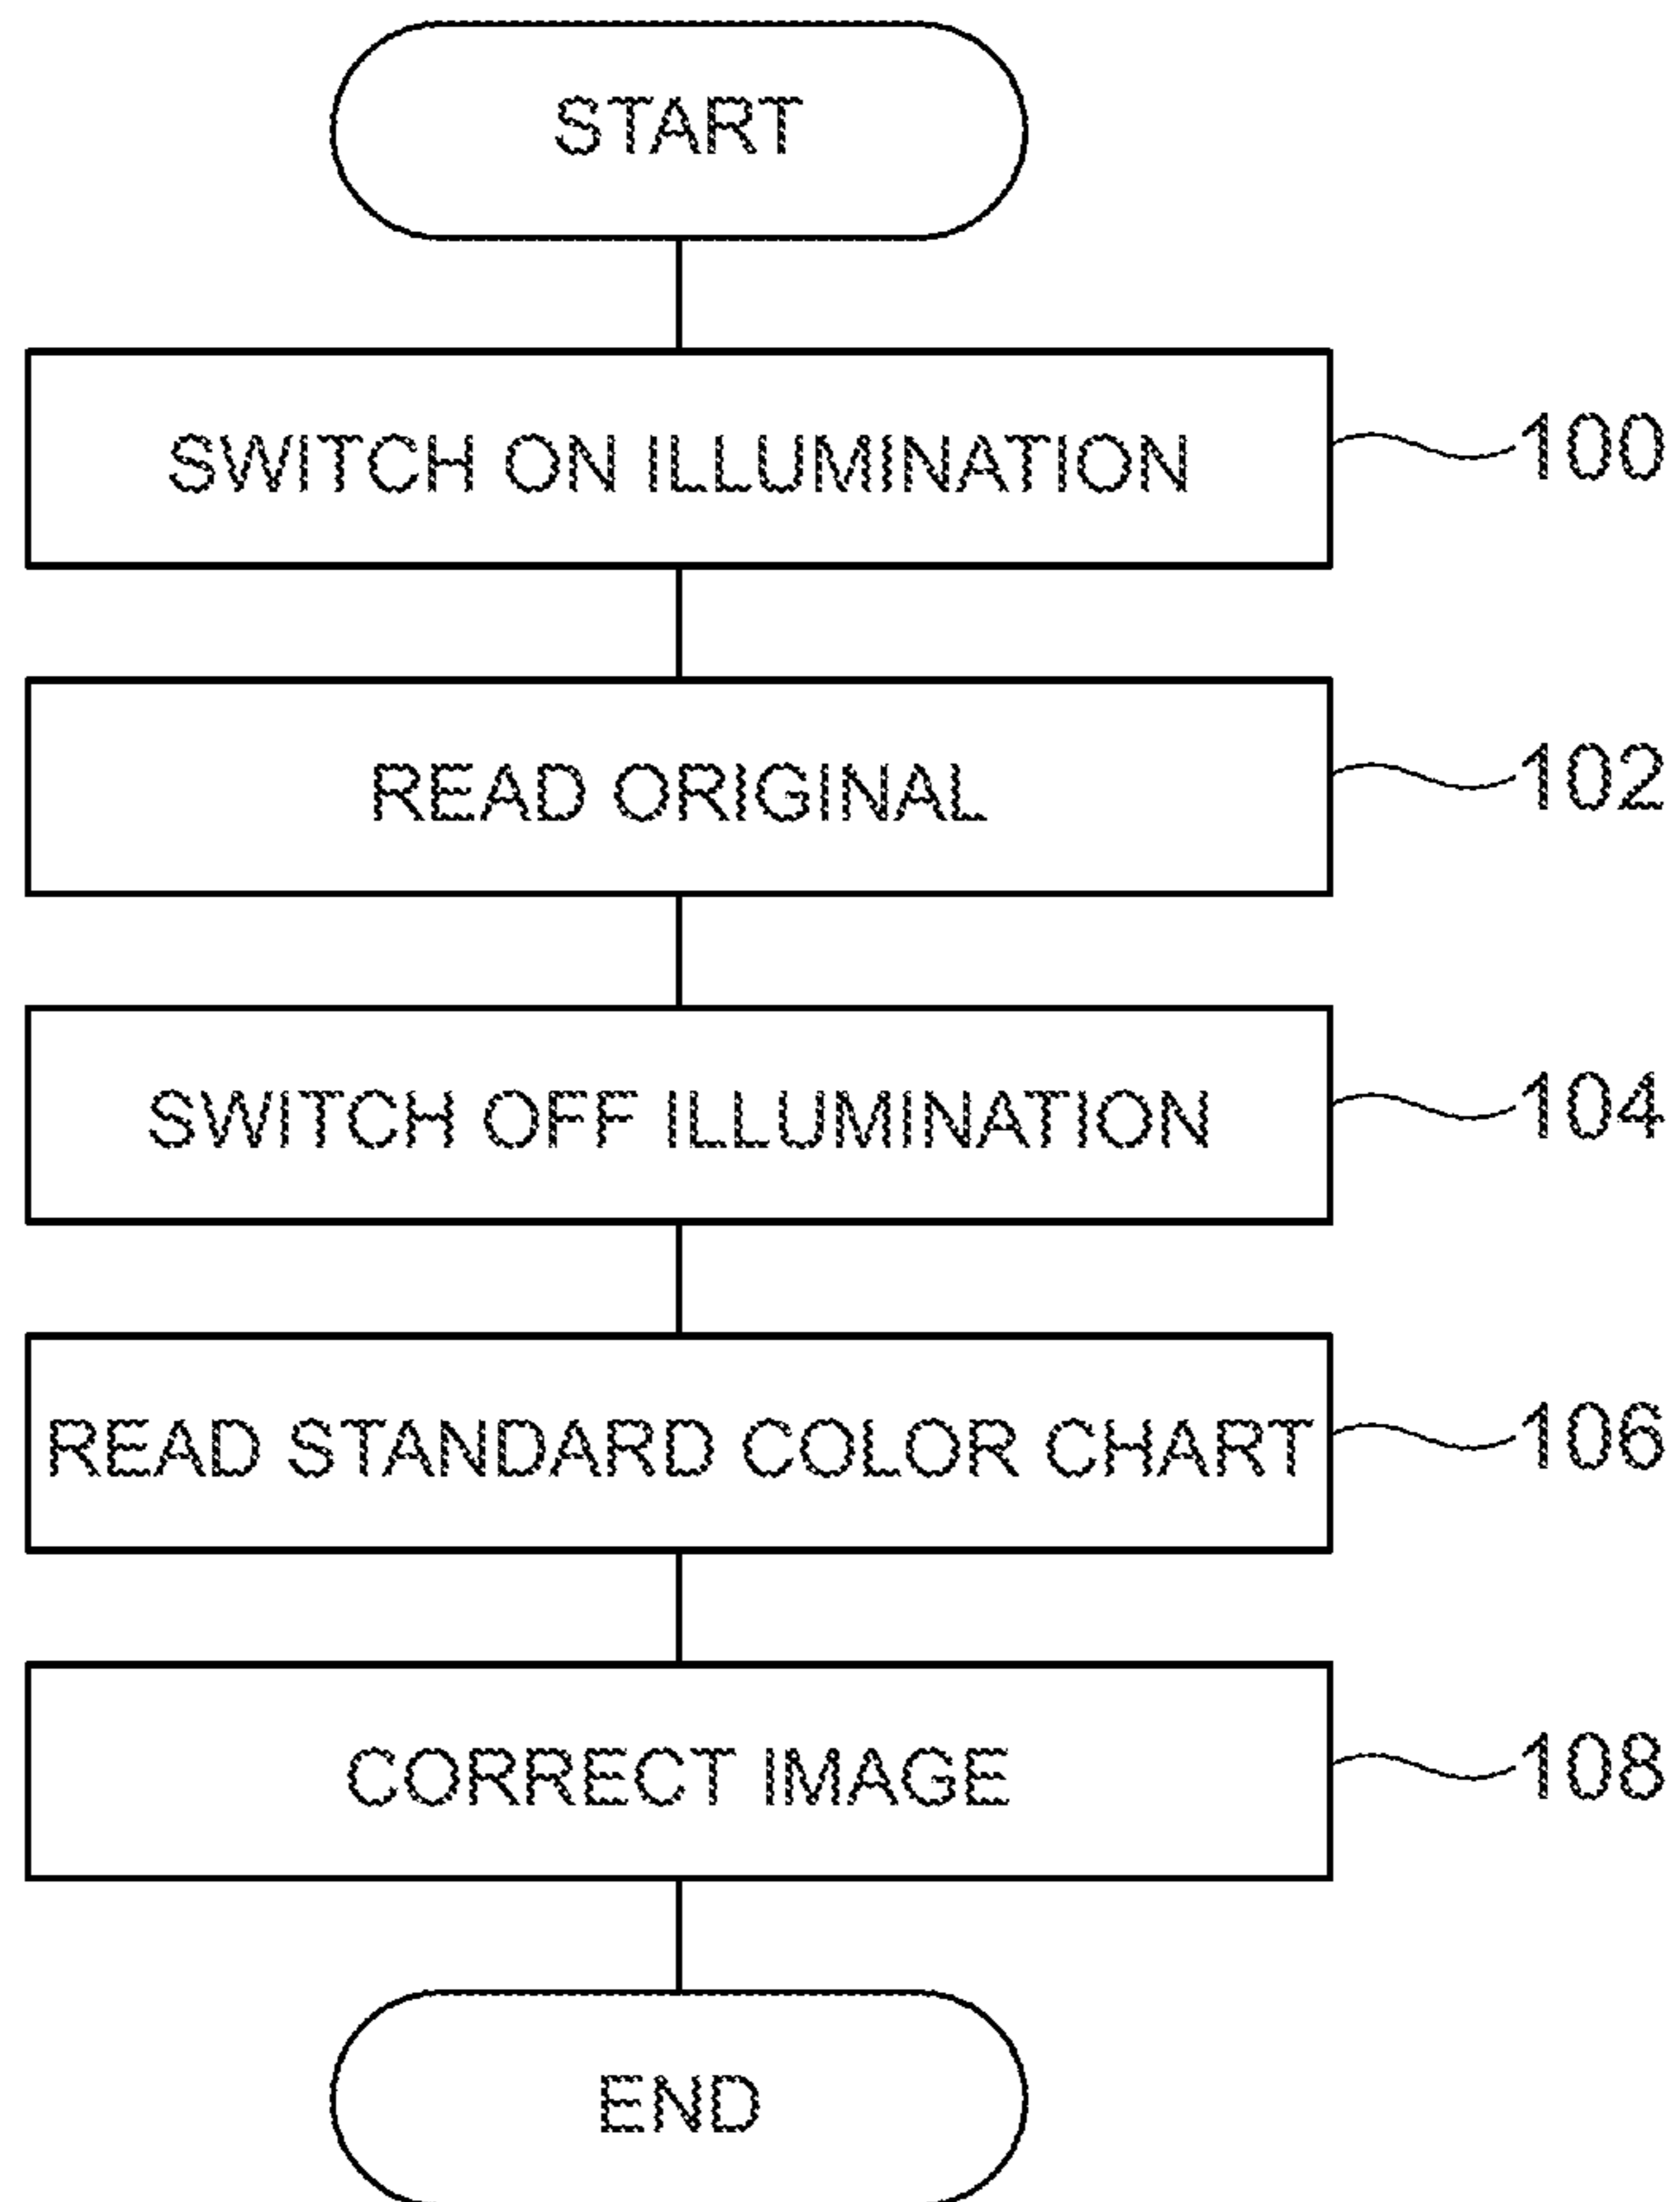 START
SWITCH ON ILLUMINATION 100
READ ORIGINAL 102
SWITCH OFF ILLUMINATION 104
READ STANDARD COLOR CHART 106
CORRECT IMAGE 108
END